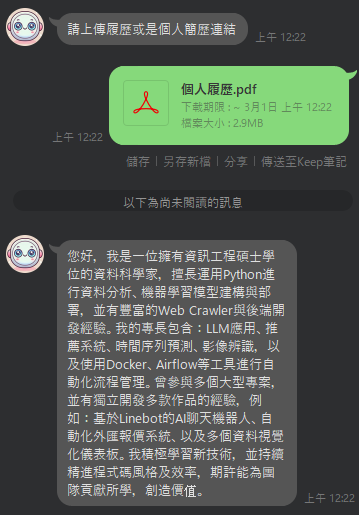 請上傳履歷或是個人簡歷連結
上午 12:22
個人履歷.pdf
下載期限 : ~ 3月1日 上午 12:22
檔案大小 : 2.9MB
上午 12:22
儲存 | 另存新檔 | 分享 | 傳送至Keep筆記
以下為尚未閱讀的訊息
您好，我是一位擁有資訊工程碩士學
位的資料科學家，擅長運用Python進
行資料分析、機器學習模型建構與部
署，並有豐富的Web Crawler與後端開
發經驗。我的專長包含：LLM應用、推
薦系統、時間序列預測、影像辨識，以
及使用Docker、Airflow等工具進行自
動化流程管理。曾參與多個大型專案，
並有獨立開發多款作品的經驗，例
如：基於Linebot的AI聊天機器人、自
動化外匯報價系統、以及多個資料視覺
化儀表板。我積極學習新技術，並持續
精進程式碼風格及效率，期許能為團
隊貢獻所學，創造價值。
上午 12:22